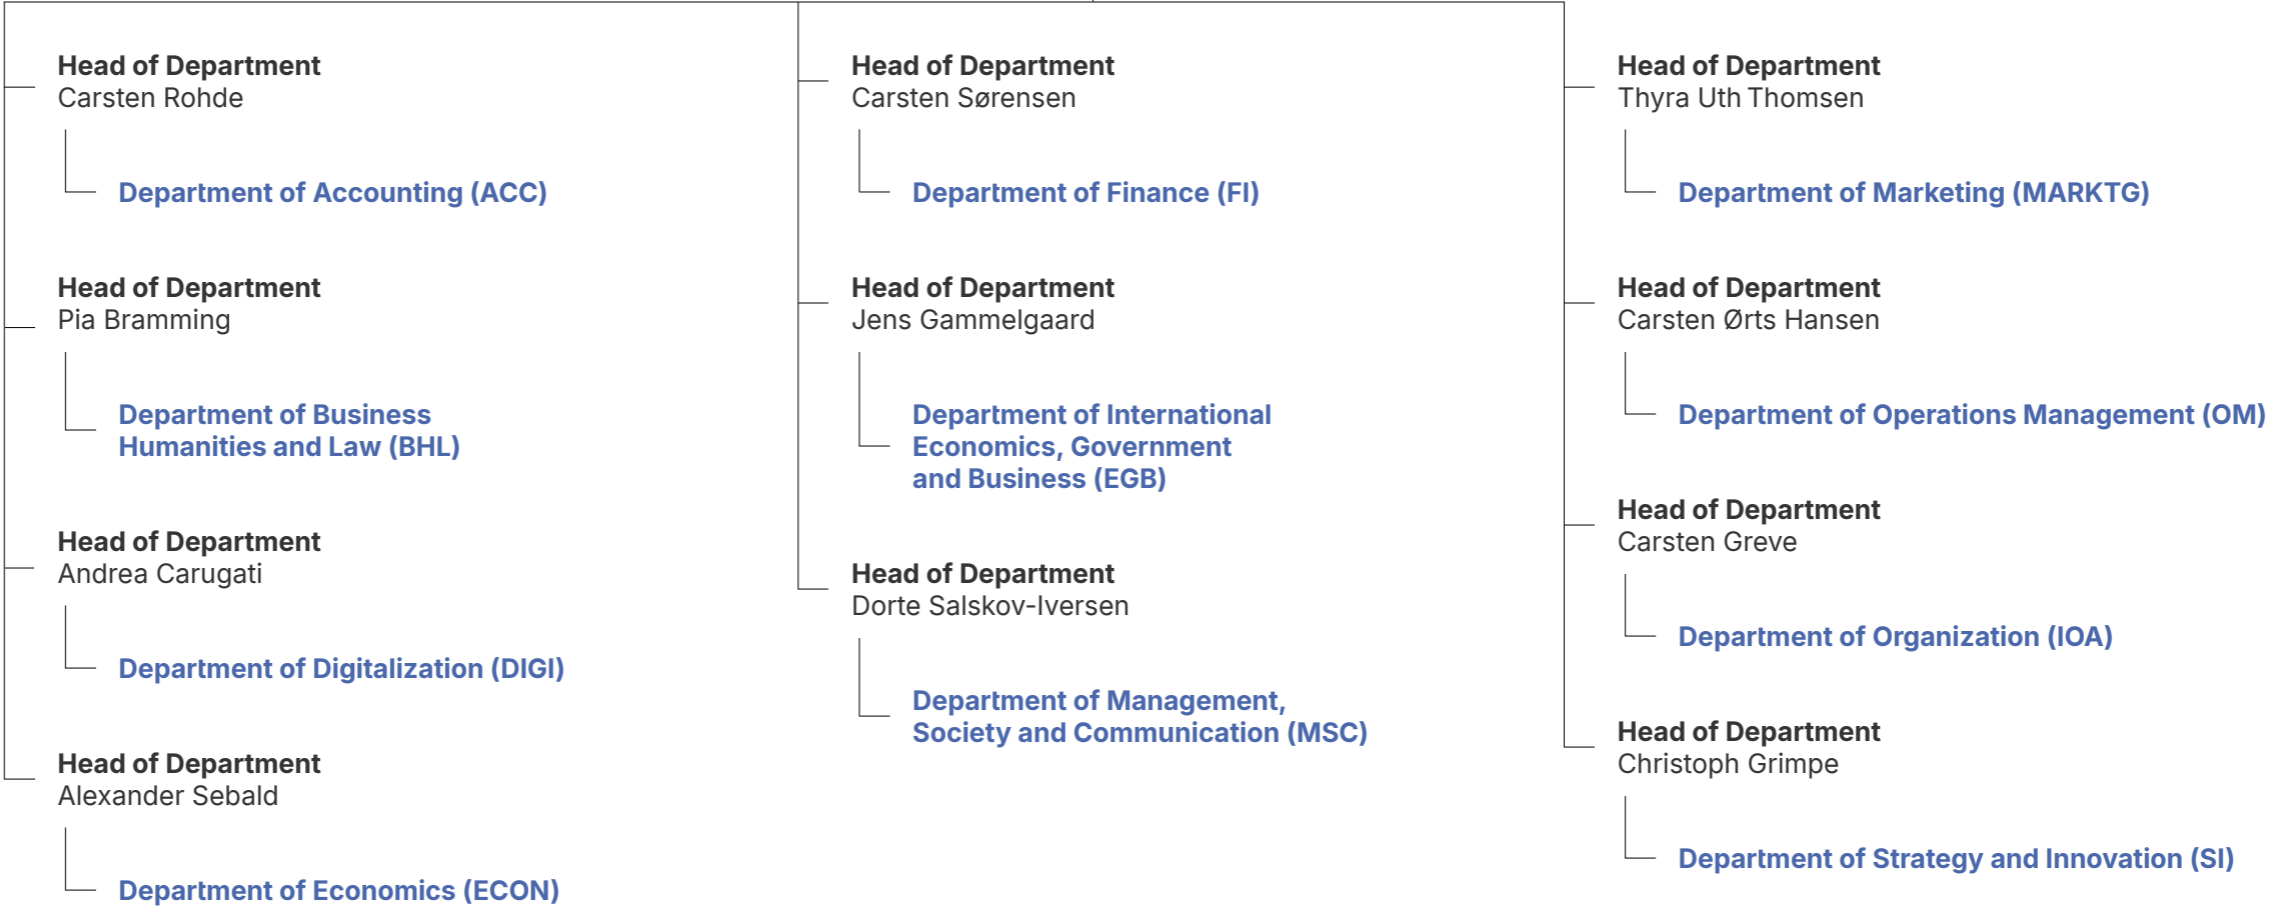 Head of Department
Carsten Rohde
Department of Accounting (ACC)
Head of Department
Pia Bramming
Department of Business
Humanities and Law (BHL)
Head of Department
Andrea Carugati
Department of Digitalization (DIGI)
Head of Department
Alexander Sebald
Department of Economics (ECON)
Head of Department
Carsten Sørensen
Department of Finance (FI)
Head of Department
Jens Gammelgaard
Department of International
Economics, Government
and Business (EGB)
Head of Department
Dorte Salskov-Iversen
Department of Management,
Society and Communication (MSC)
Head of Department
Thyra Uth Thomsen
Department of Marketing (MARKTG)
Head of Department
Carsten Ørts Hansen
Department of Operations Management (OM)
Head of Department
Carsten Greve
Department of Organization (IOA)
Head of Department
Christoph Grimpe
Department of Strategy and Innovation (SI)